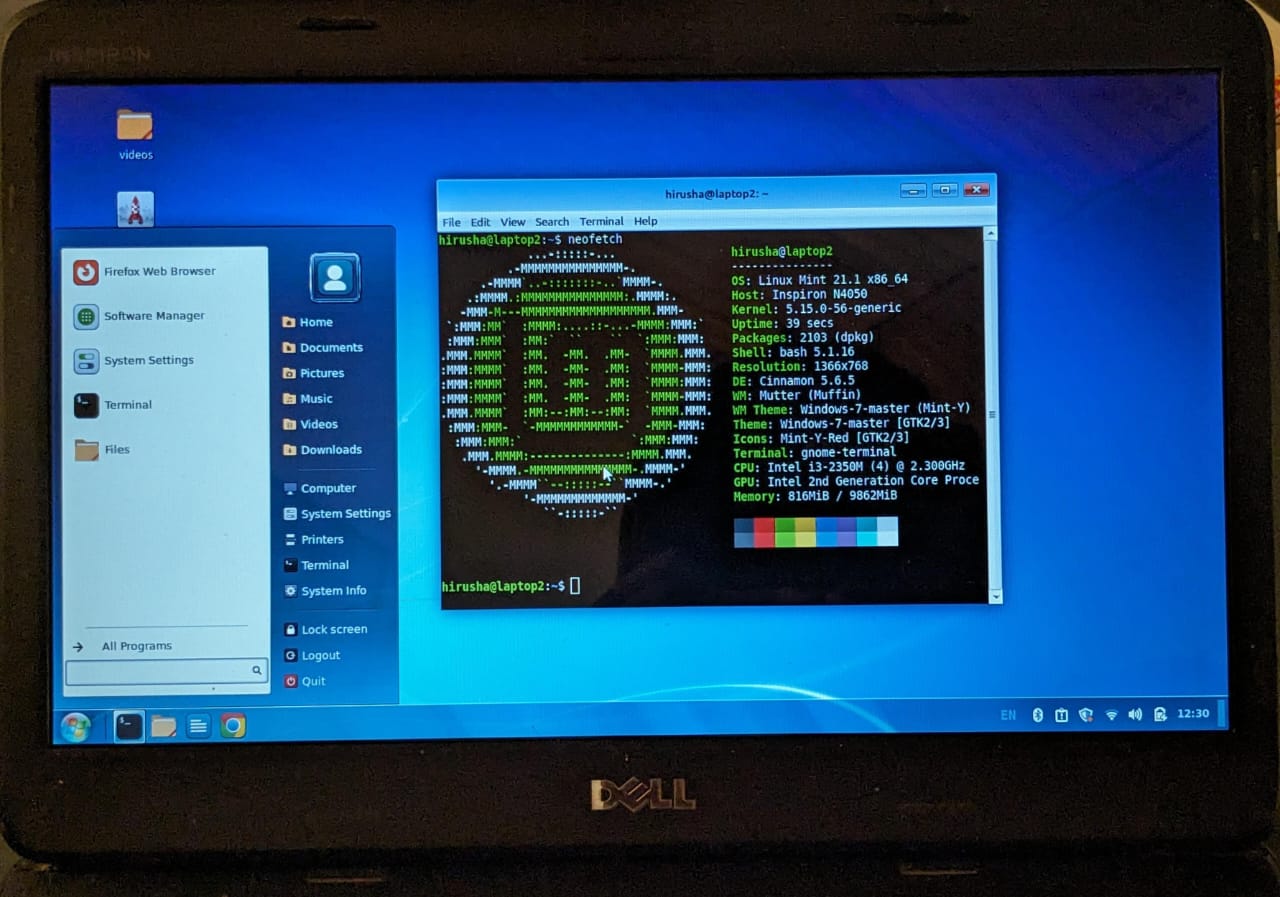 INSPIRON
videos
Firefox Web Browser
Software Manager
System Settings
Terminal
Files
All Programs
Home
Documents
Pictures
Music
Videos
Downloads
Computer
System Settings
Printers
Terminal
System Info
Lock screen
Logout
Quit
hirusha@laptop2: ~
File Edit View Search Terminal Help
hirusha@laptop2:~$ neofetch
hirusha@laptop2
--------------
OS: Linux Mint 21.1 x86_64
Host: Inspiron N4050
Kernel: 5.15.0-56-generic
Uptime: 39 secs
Packages: 2103 (dpkg)
Shell: bash 5.1.16
Resolution: 1366x768
DE: Cinnamon 5.6.5
WM: Mutter (Muffin)
WM Theme: Windows-7-master (Mint-Y)
Theme: Windows-7-master [GTK2/3]
Icons: Mint-Y-Red [GTK2/3]
Terminal: gnome-terminal
CPU: Intel i3-2350M (4) @ 2.300GHz
GPU: Intel 2nd Generation Core Proce
Memory: 816MiB / 9862MiB
hirusha@laptop2:~$
EN
12:30
DELL